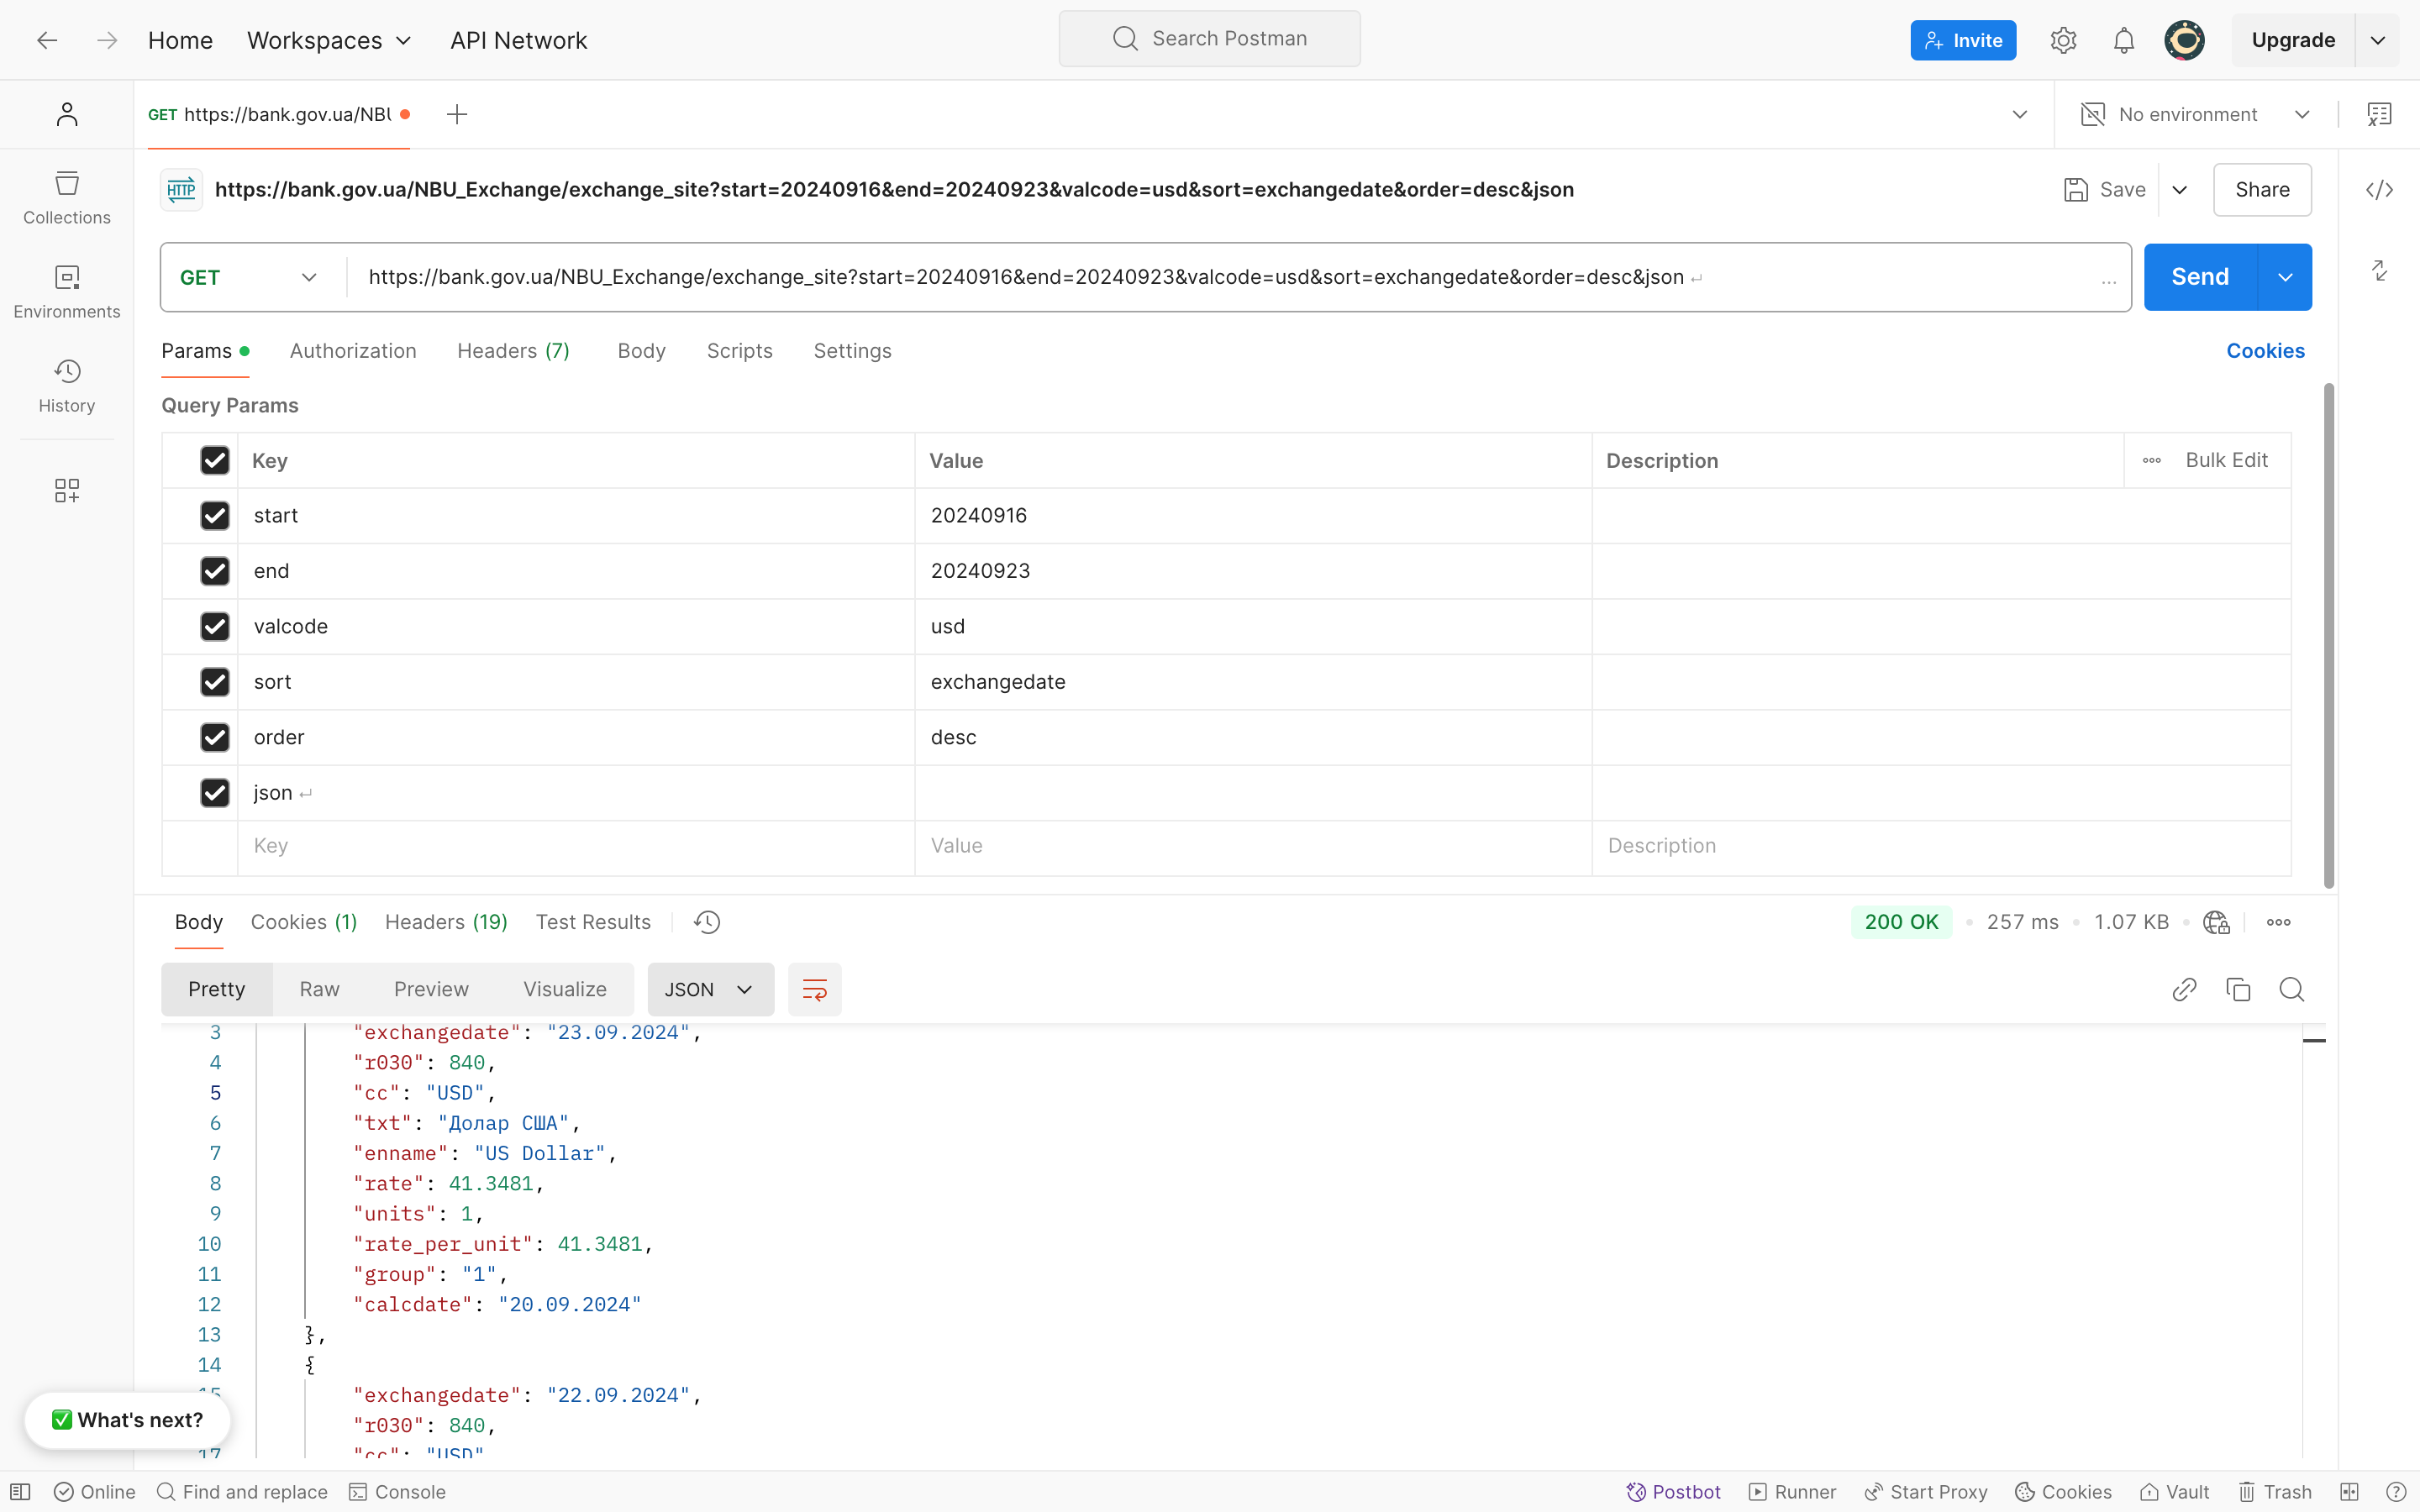 Home Workspaces API Network Search Postman Invite Upgrade
GET https://bank.gov.ua/NBU No environment
HTTP https://bank.gov.ua/NBU_Exchange/exchange_site?start=20240916&end=20240923&valcode=usd&sort=exchangedate&order=desc&json Save Share
Collections
GET https://bank.gov.ua/NBU_Exchange/exchange_site?start=20240916&end=20240923&valcode=usd&sort=exchangedate&order=desc&json ↵ ... Send
Environments
Params Authorization Headers (7) Body Scripts Settings Cookies
History
Query Params
Key Value Description Bulk Edit
start 20240916
end 20240923
valcode usd
sort exchangedate
order desc
json ↵
Key Value Description
Body Cookies (1) Headers (19) Test Results 200 OK 257 ms 1.07 KB
Pretty Raw Preview Visualize JSON
3 "exchangedate": "23.09.2024",
4 "r030": 840,
5 "cc": "USD",
6 "txt": "Долар США",
7 "enname": "US Dollar",
8 "rate": 41.3481,
9 "units": 1,
10 "rate_per_unit": 41.3481,
11 "group": "1",
12 "calcdate": "20.09.2024"
13 },
14 {
15 "exchangedate": "22.09.2024",
"r030": 840,
17 "cc": "USD"
What's next?
Online Find and replace Console Postbot Runner Start Proxy Cookies Vault Trash